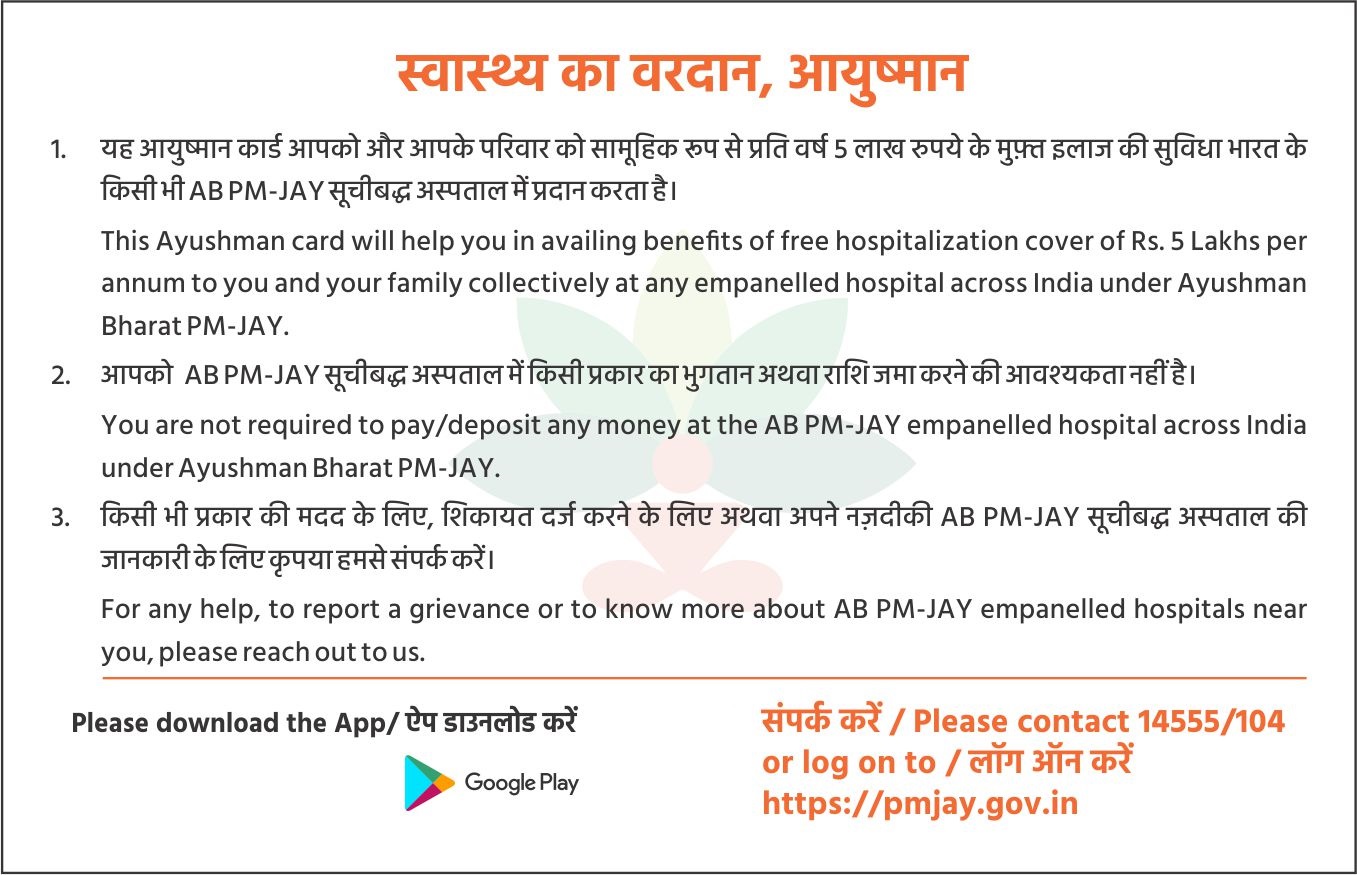 स्वास्थ्य का वरदान, आयुष्मान
1. यह आयुष्मान कार्ड आपको और आपके परिवार को सामूहिक रूप से प्रति वर्ष 5 लाख रुपये के मुफ़्त इलाज की सुविधा भारत के
किसी भी AB PM-JAY सूचीबद्ध अस्पताल में प्रदान करता है।
This Ayushman card will help you in availing benefits of free hospitalization cover of Rs. 5 Lakhs per
annum to you and your family collectively at any empanelled hospital across India under Ayushman
Bharat PM-JAY.
2. आपको AB PM-JAY सूचीबद्ध अस्पताल में किसी प्रकार का भुगतान अथवा राशि जमा करने की आवश्यकता नहीं है।
You are not required to pay/deposit any money at the AB PM-JAY empanelled hospital across India
under Ayushman Bharat PM-JAY.
3. किसी भी प्रकार की मदद के लिए, शिकायत दर्ज करने के लिए अथवा अपने नज़दीकी AB PM-JAY सूचीबद्ध अस्पताल की
जानकारी के लिए कृपया हमसे संपर्क करें।
For any help, to report a grievance or to know more about AB PM-JAY empanelled hospitals near
you, please reach out to us.
Please download the App/ ऐप डाउनलोड करें
Google Play
संपर्क करें / Please contact 14555/104
or log on to / लॉग ऑन करें
https://pmjay.gov.in